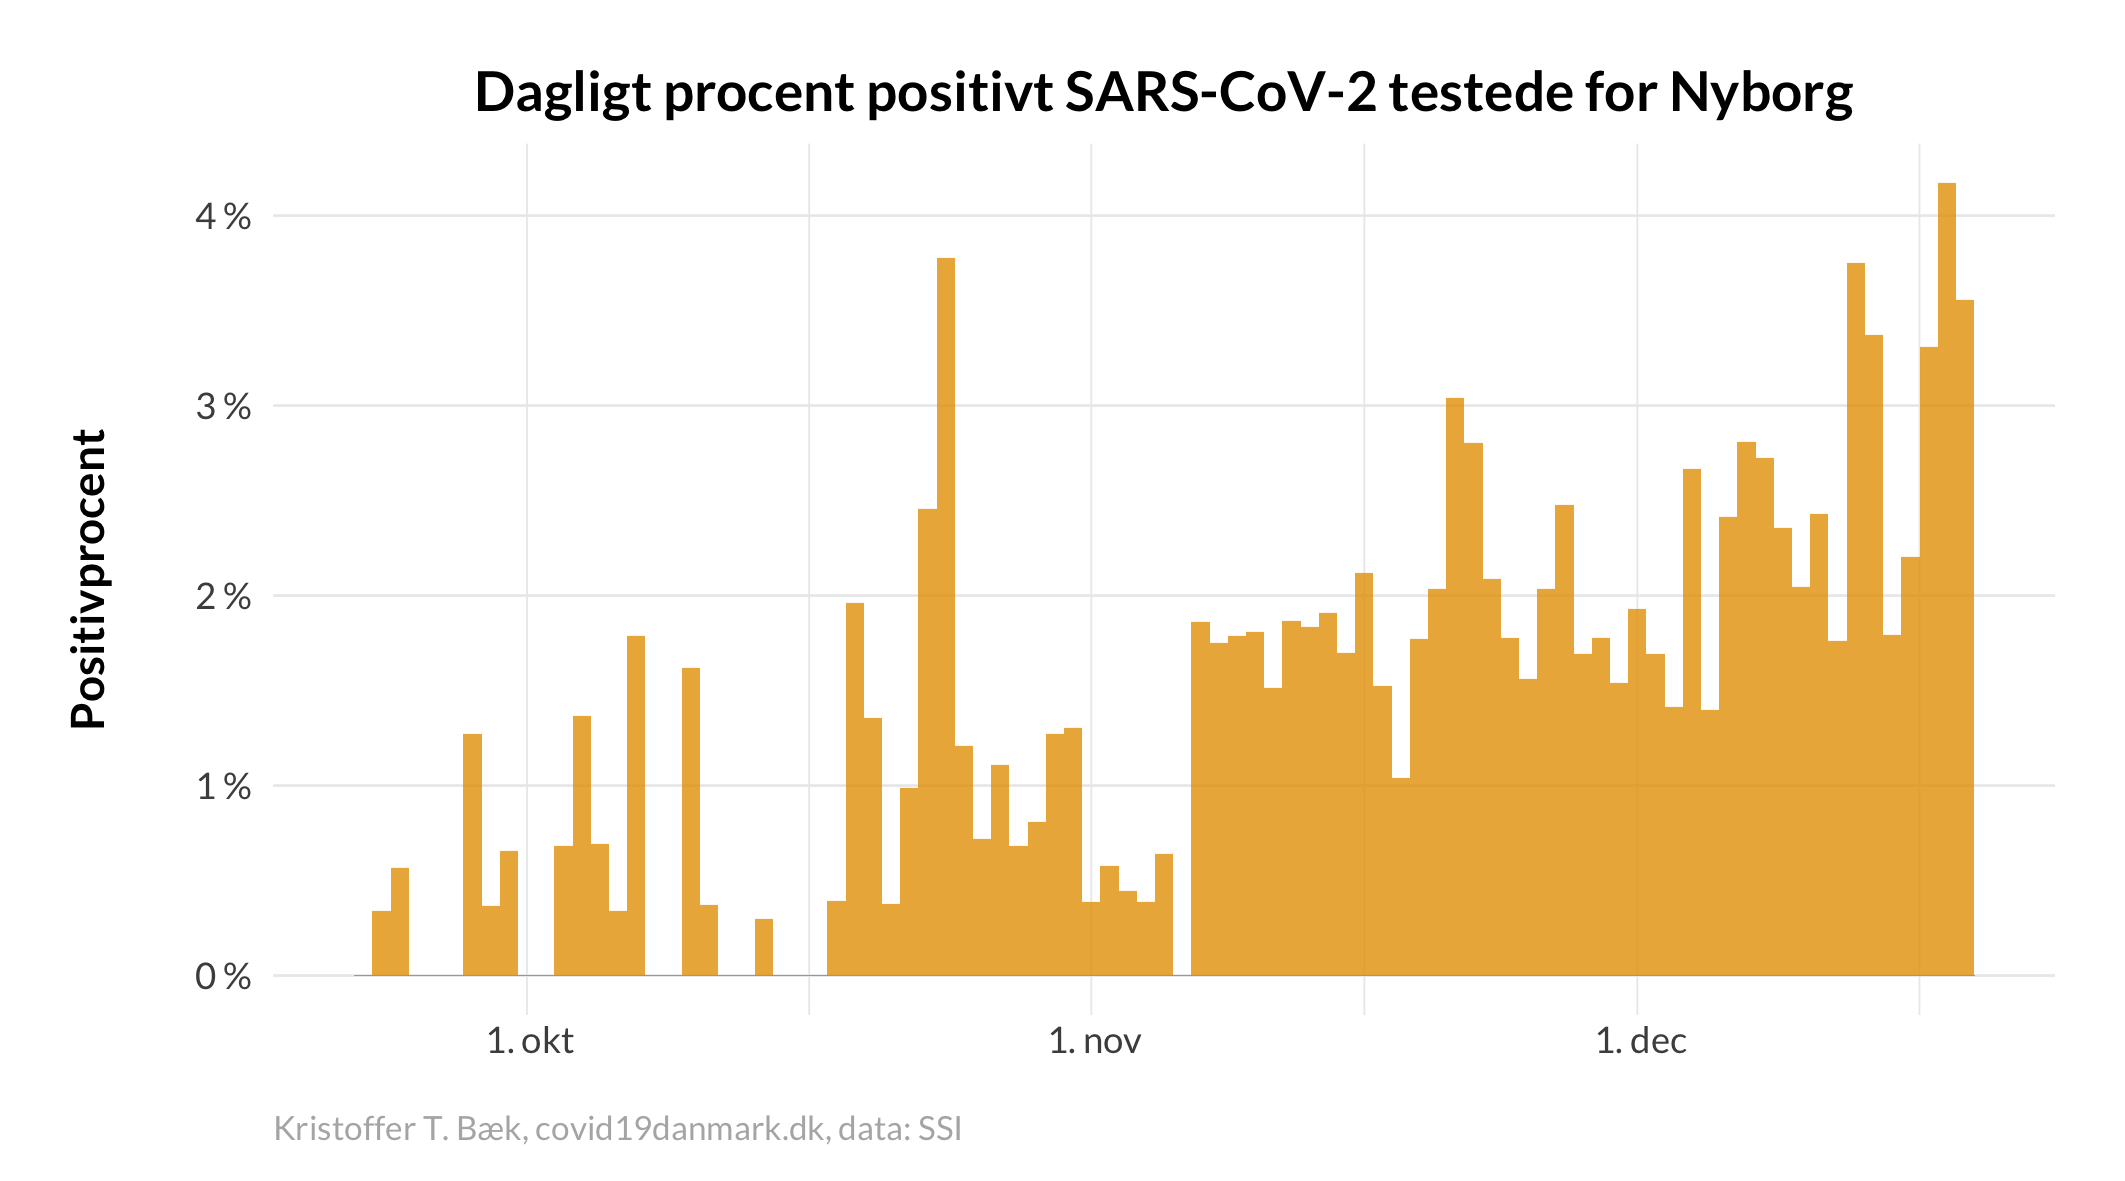 Dagligt procent positivt SARS-CoV-2 testede for Nyborg
Positivprocent
4 %
3 %
2 %
1 %
0 %
1. okt
1. nov
1. dec
Kristoffer T. Bæk, covid19danmark.dk, data: SSI